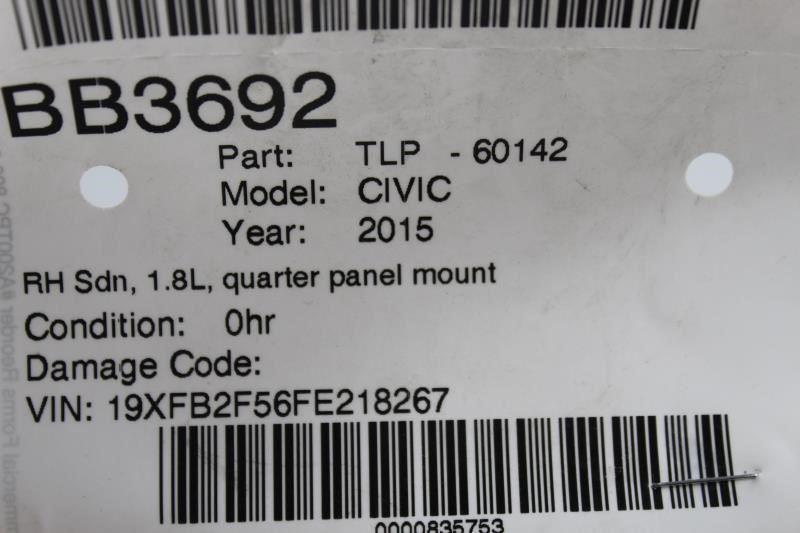 BB3692
Part: TLP - 60142
Model: CIVIC
Year: 2015
RH Sdn, 1.8L, quarter panel mount
Condition: 0hr
Damage Code:
VIN: 19XFB2F56FE218267
0000835753